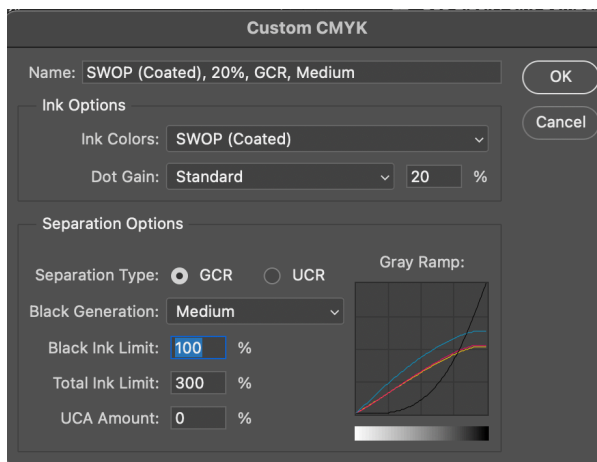 Custom CMYK
Name: SWOP (Coated), 20%, GCR, Medium
OK
Ink Options
Cancel
Ink Colors: SWOP (Coated)
Dot Gain: Standard 20 %
Separation Options
Separation Type: GCR UCR
Gray Ramp:
Black Generation: Medium
Black Ink Limit: 100 %
Total Ink Limit: 300 %
UCA Amount: 0 %